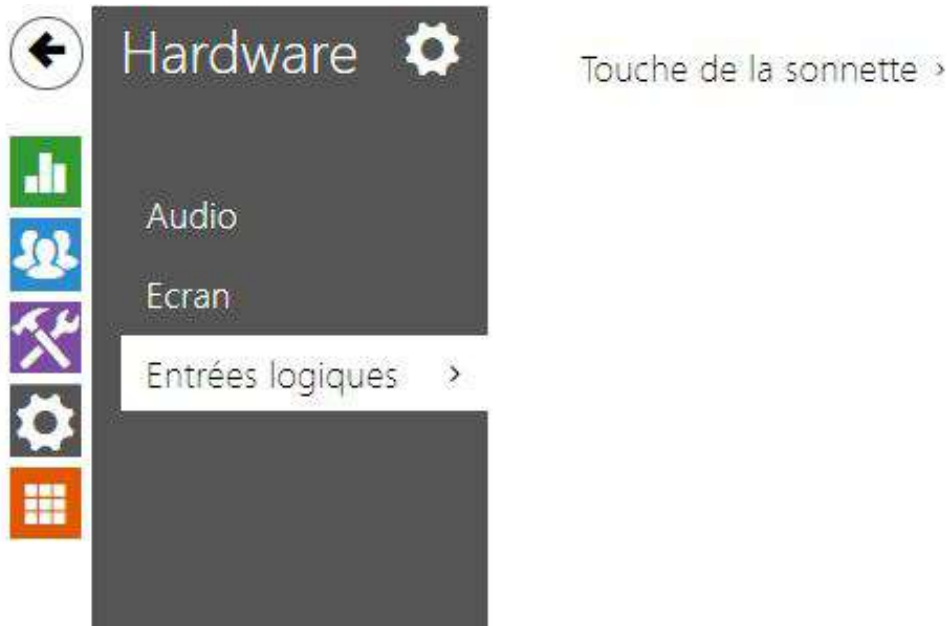 Hardware
Audio
Ecran
Entrées logiques >
Touche de la sonnette >